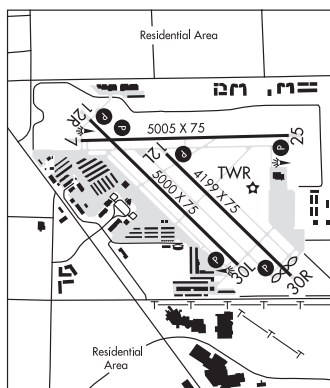 Residential Area
12R
P
P
7
5005 X 75
25
12L
P
P
4199 X 75
TWR
5000 X 75
P
30L
P
30R
Residential
Area